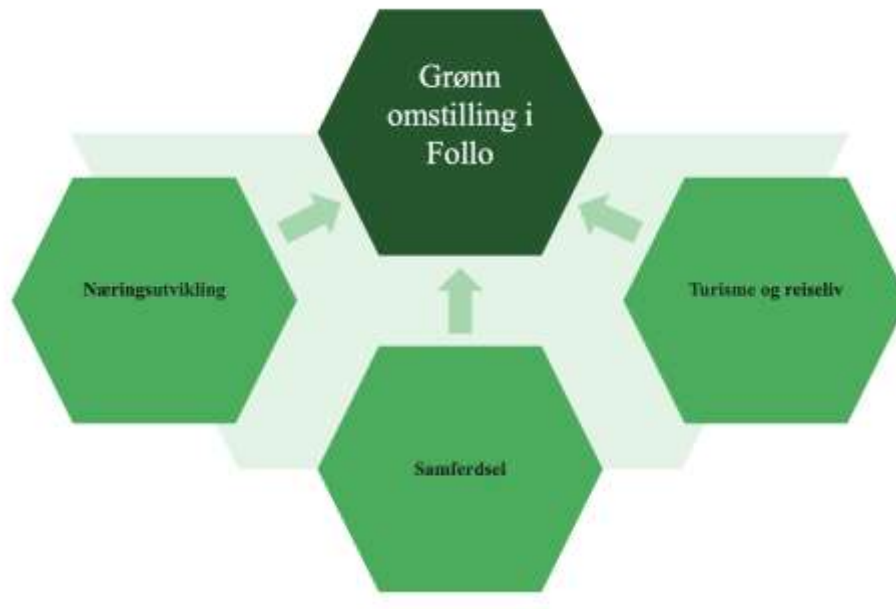 Grønn
omstilling i
Follo
Næringsutvikling
Turisme og reiseliv
Samferdsel